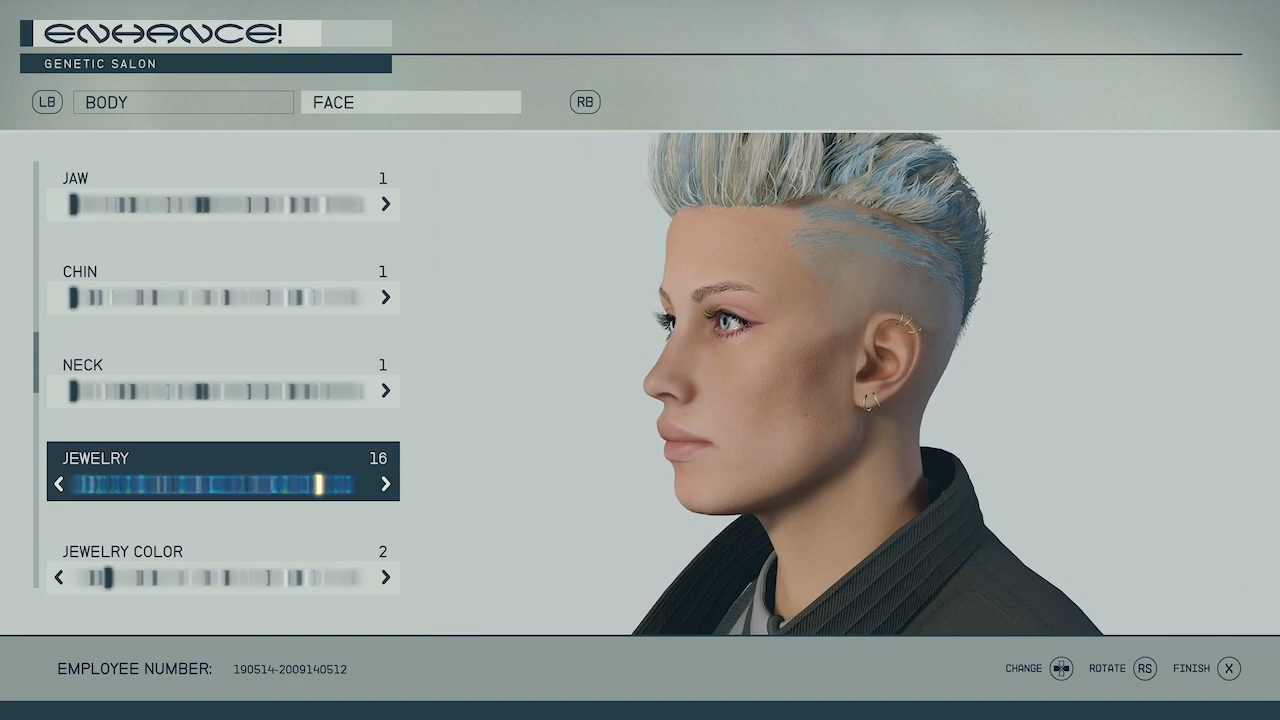 ENHANCE!
GENETIC SALON
LB BODY FACE RB
JAW 1
CHIN 1
NECK 1
JEWELRY 16
JEWELRY COLOR 2
EMPLOYEE NUMBER: 190514-2009140512 CHANGE ROTATE RS FINISH X